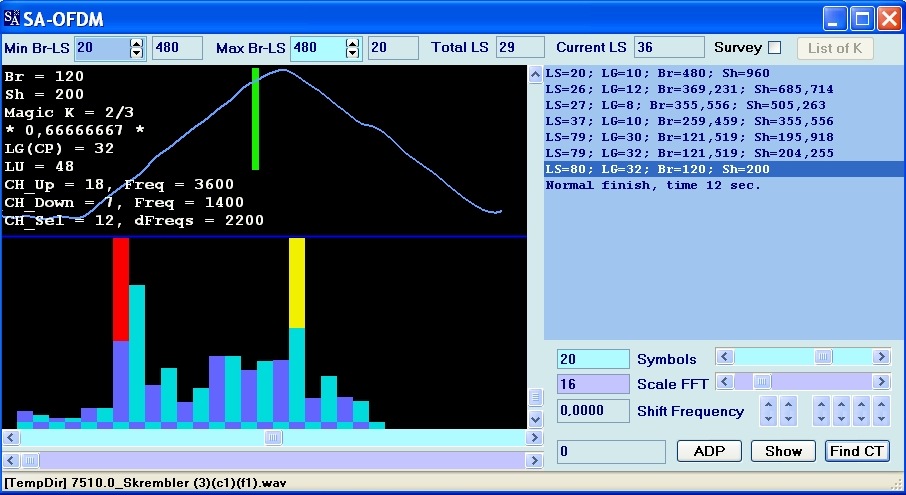 SA-OFDM
Min Br-LS 20 480 Max Br-LS 480 20 Total LS 29 Current LS 36 Survey List of K
Br = 120
Sh = 200
Magic K = 2/3
* 0,66666667 *
LG(CP) = 32
LU = 48
CH_Up = 18, Freq = 3600
CH_Down = 7, Freq = 1400
CH_Sel = 12, dFreqs = 2200
LS=20; LG=10; Br=480; Sh=960
LS=26; LG=12; Br=369,231; Sh=685,714
LS=27; LG=8; Br=355,556; Sh=505,263
LS=37; LG=10; Br=259,459; Sh=355,556
LS=79; LG=30; Br=121,519; Sh=195,918
LS=79; LG=32; Br=121,519; Sh=204,255
LS=80; LG=32; Br=120; Sh=200
Normal finish, time 12 sec.
20 Symbols
16 Scale FFT
0,0000 Shift Frequency
0 ADP Show Find CT
[TempDir] 7510.0_Skrembler (3)(c1)(f1).wav